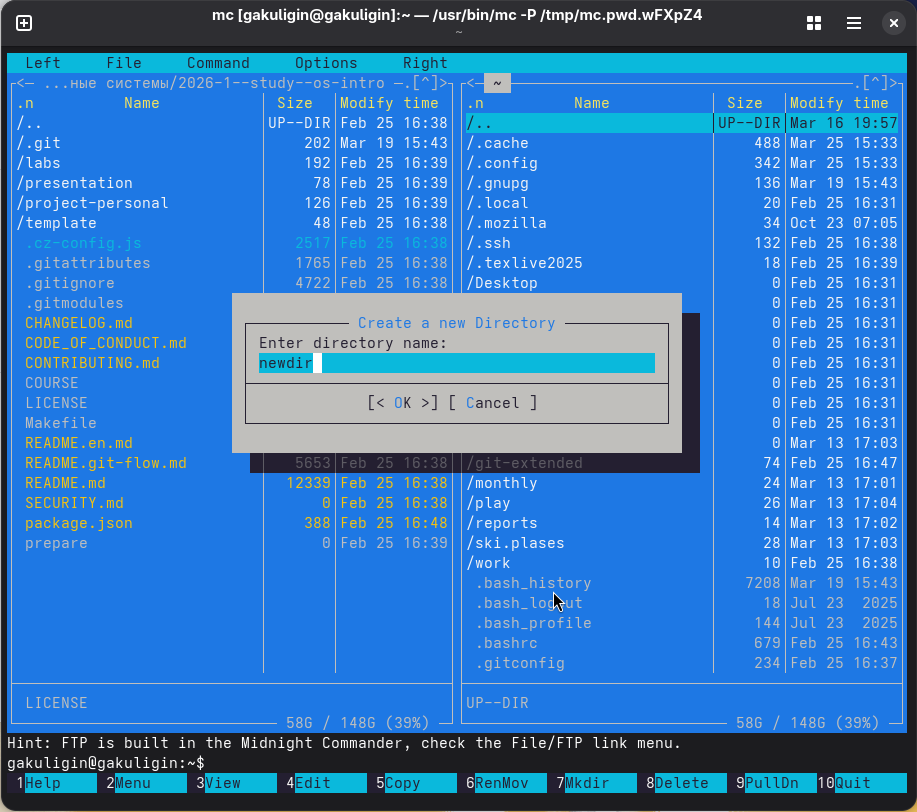 mc [gakuligin@gakuligin]:~ — /usr/bin/mc -P /tmp/mc.pwd.wFXpZ4
~
Left File Command Options Right
<— ...ные системы/2026-1--study--os-intro —.[^]>
.n Name Size Modify time
/.. UP--DIR Feb 25 16:38
/.git 202 Mar 19 15:43
/labs 192 Feb 25 16:39
/presentation 78 Feb 25 16:39
/project-personal 126 Feb 25 16:39
/template 48 Feb 25 16:38
.cz-config.js 2517 Feb 25 16:38
.gitattributes 1765 Feb 25 16:38
.gitignore 4722 Feb 25 16:38
.gitmodules
CHANGELOG.md
CODE_OF_CONDUCT.md
CONTRIBUTING.md
COURSE
LICENSE
Makefile
README.en.md
README.git-flow.md 5653 Feb 25 16:38
README.md 12339 Feb 25 16:38
SECURITY.md 0 Feb 25 16:38
package.json 388 Feb 25 16:48
prepare 0 Feb 25 16:39
LICENSE
58G / 148G (39%)
<— ~ .[^]>
.n Name Size Modify time
/.. UP--DIR Mar 16 19:57
/.cache 488 Mar 25 15:33
/.config 342 Mar 25 15:33
/.gnupg 136 Mar 19 15:43
/.local 20 Feb 25 16:31
/.mozilla 34 Oct 23 07:05
/.ssh 132 Feb 25 16:38
/.texlive2025 18 Feb 25 16:39
/Desktop 0 Feb 25 16:31
0 Feb 25 16:31
0 Feb 25 16:31
0 Feb 25 16:31
0 Feb 25 16:31
0 Feb 25 16:31
0 Feb 25 16:31
0 Feb 25 16:31
0 Mar 13 17:03
/git-extended 74 Feb 25 16:47
/monthly 24 Mar 13 17:01
/play 26 Mar 13 17:04
/reports 14 Mar 13 17:02
/ski.plases 28 Mar 13 17:03
/work 10 Feb 25 16:38
.bash_history 7208 Mar 19 15:43
.bash_logout 18 Jul 23 2025
.bash_profile 144 Jul 23 2025
.bashrc 679 Feb 25 16:43
.gitconfig 234 Feb 25 16:37
UP--DIR
58G / 148G (39%)
Create a new Directory
Enter directory name:
newdir
[< OK >] [ Cancel ]
Hint: FTP is built in the Midnight Commander, check the File/FTP link menu.
gakuligin@gakuligin:~$
1Help 2Menu 3View 4Edit 5Copy 6RenMov 7Mkdir 8Delete 9PullDn 10Quit